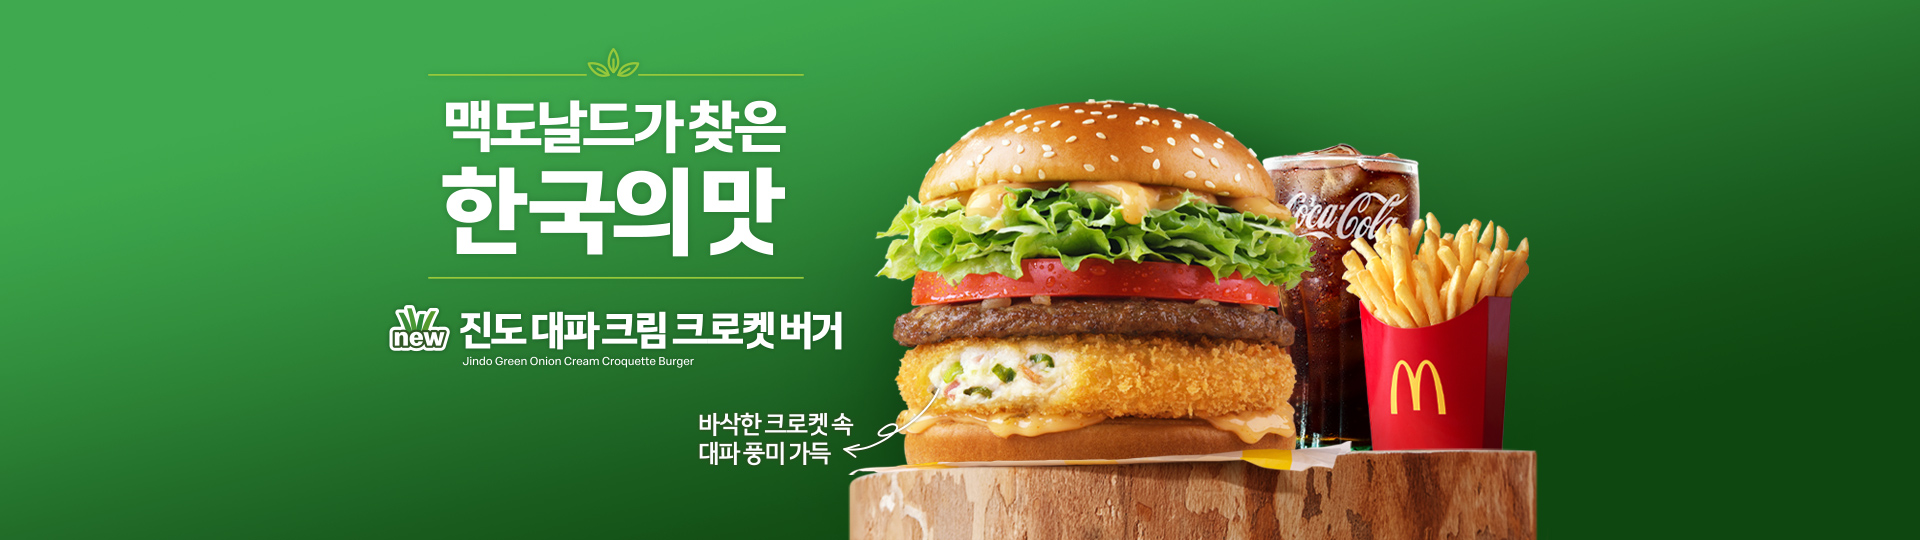 맥도날드가 찾은
한국의 맛
new 진도 대파 크림 크로켓 버거
Jindo Green Onion Cream Croquette Burger
바삭한 크로켓 속
대파 풍미 가득
Coca-Cola